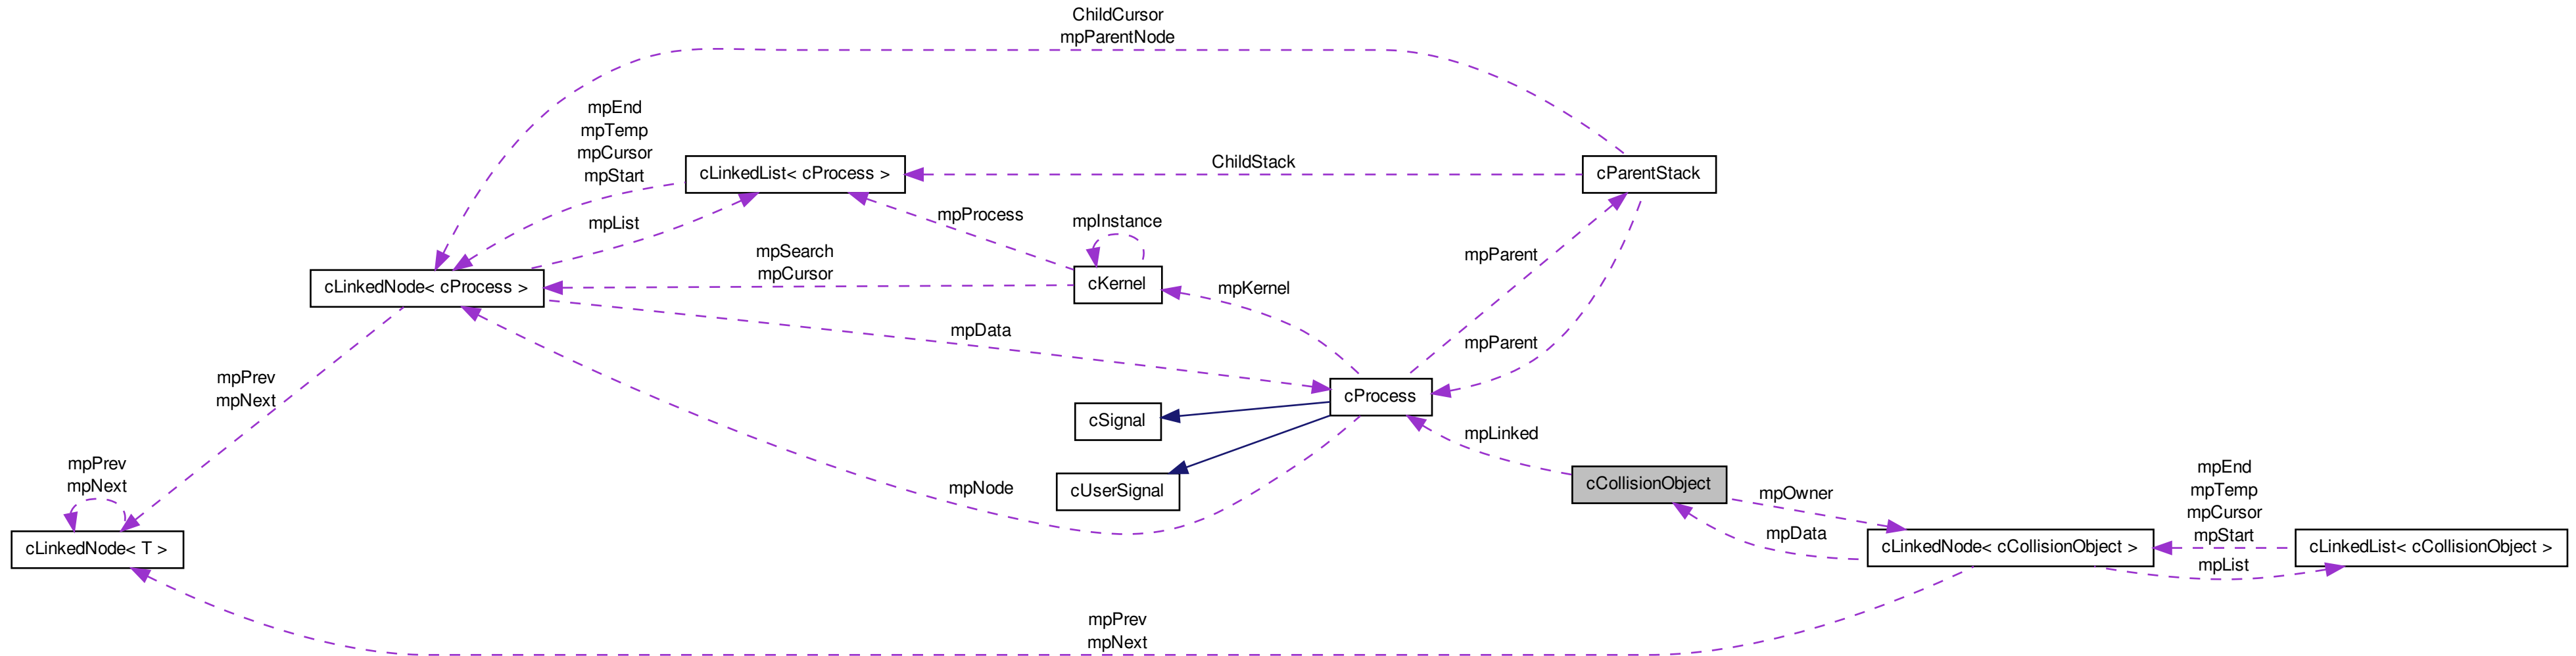 ChildCursor
mpParentNode
mpEnd
mpTemp
mpCursor
mpStart
cLinkedList< cProcess >
ChildStack
cParentStack
mpList
mpProcess
mpInstance
mpSearch
mpCursor
mpParent
cLinkedNode< cProcess >
cKernel
mpKernel
mpData
mpParent
mpPrev
mpNext
cProcess
cSignal
mpLinked
mpPrev
mpNext
mpNode
cUserSignal
cCollisionObject
mpOwner
mpEnd
mpTemp
mpCursor
mpStart
mpData
cLinkedNode< T >
cLinkedNode< cCollisionObject >
cLinkedList< cCollisionObject >
mpList
mpPrev
mpNext